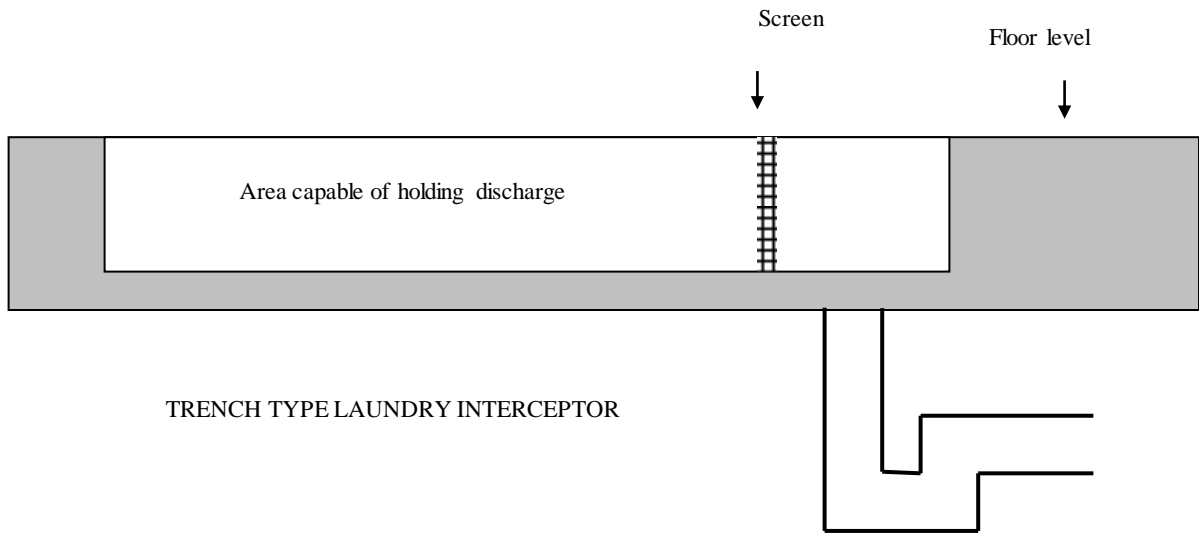 Screen
Floor level
Area capable of holding discharge
TRENCH TYPE LAUNDRY INTERCEPTOR